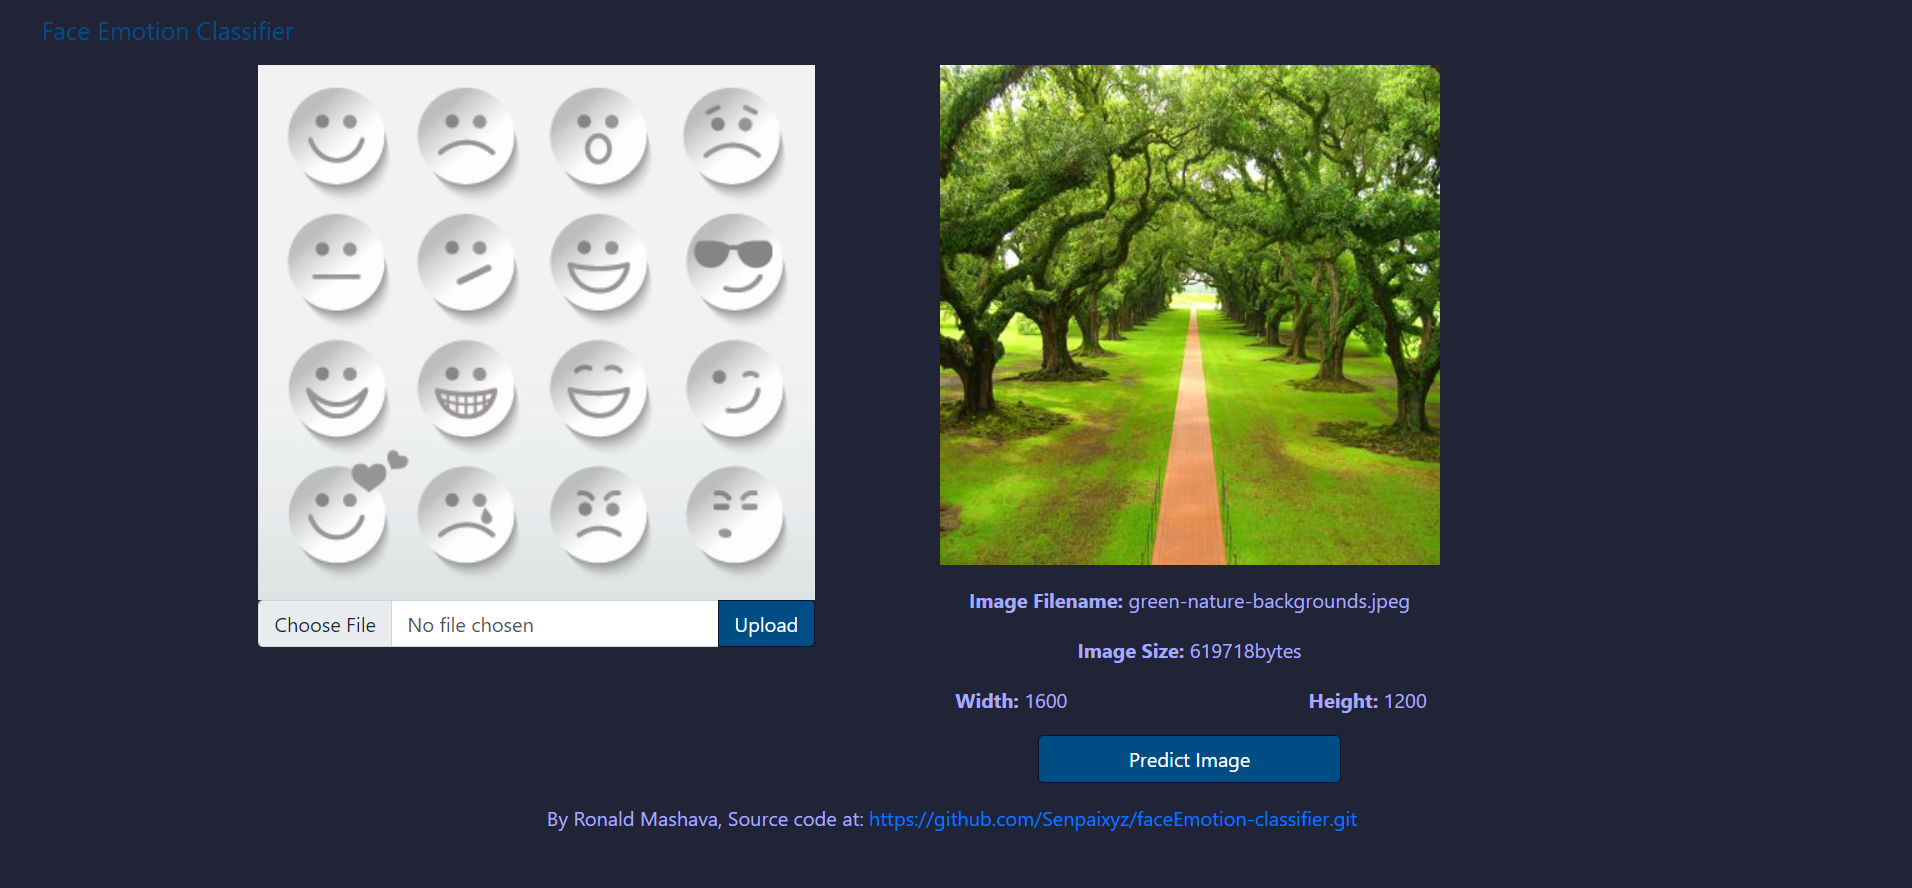 Face Emotion Classifier
Choose File No file chosen Upload
Image Filename: green-nature-backgrounds.jpeg
Image Size: 619718bytes
Width: 1600 Height: 1200
Predict Image
By Ronald Mashava, Source code at: https://github.com/Senpaixyz/faceEmotion-classifier.git